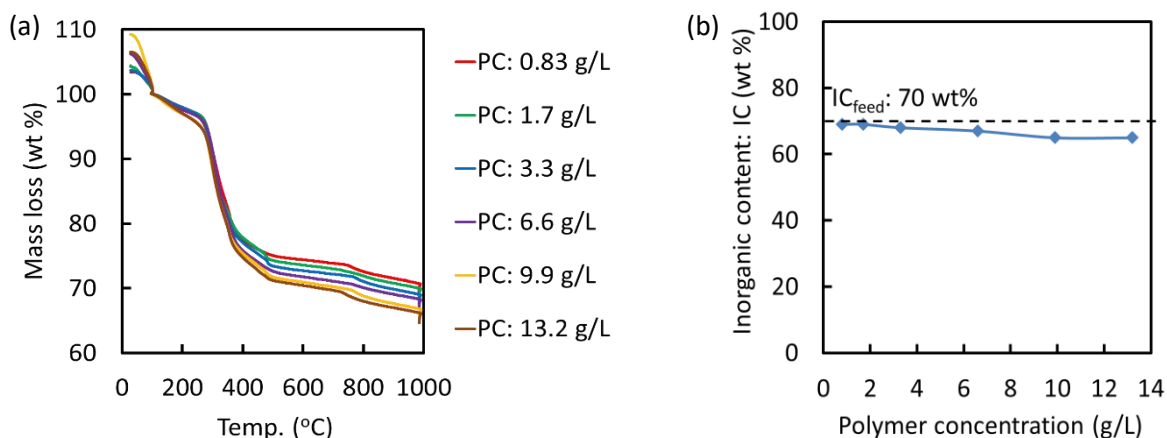 (a)
Mass loss (wt %)
110
100
90
80
70
60
0
200
400
600
800
1000
Temp. (°C)
PC: 0.83 g/L
PC: 1.7 g/L
PC: 3.3 g/L
PC: 6.6 g/L
PC: 9.9 g/L
PC: 13.2 g/L
(b)
Inorganic content: IC (wt %)
100
80
60
40
20
0
IC_feed: 70 wt%
0
2
4
6
8
10
12
14
Polymer concentration (g/L)